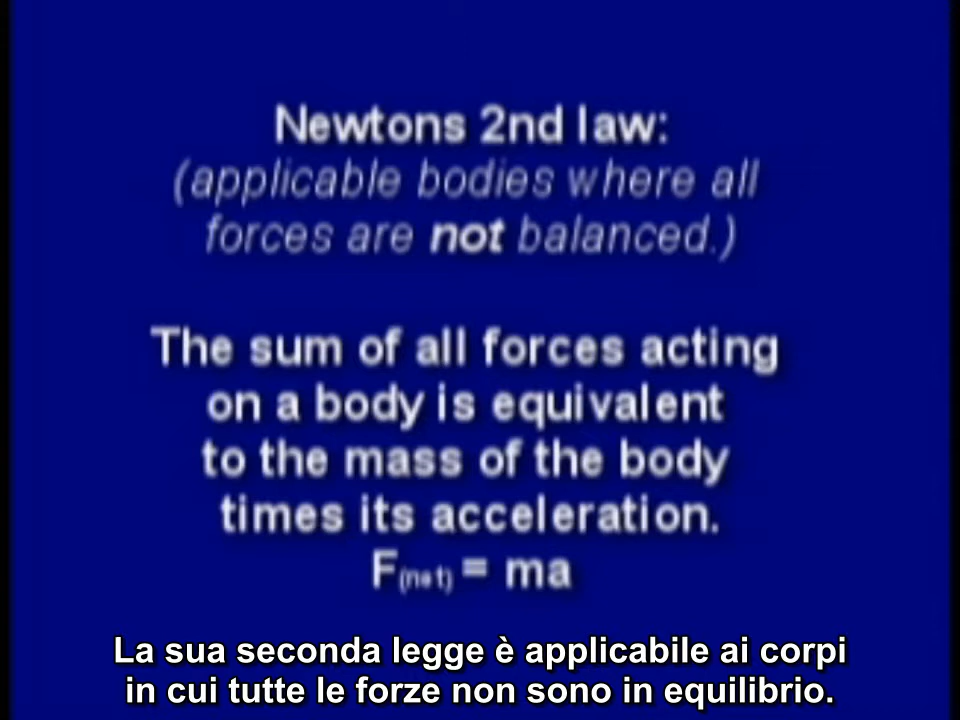 Newtons 2nd law:
(applicable bodies where all
forces are not balanced.)
The sum of all forces acting
on a body is equivalent
to the mass of the body
times its acceleration.
F(net) = ma
La sua seconda legge è applicabile ai corpi
in cui tutte le forze non sono in equilibrio.